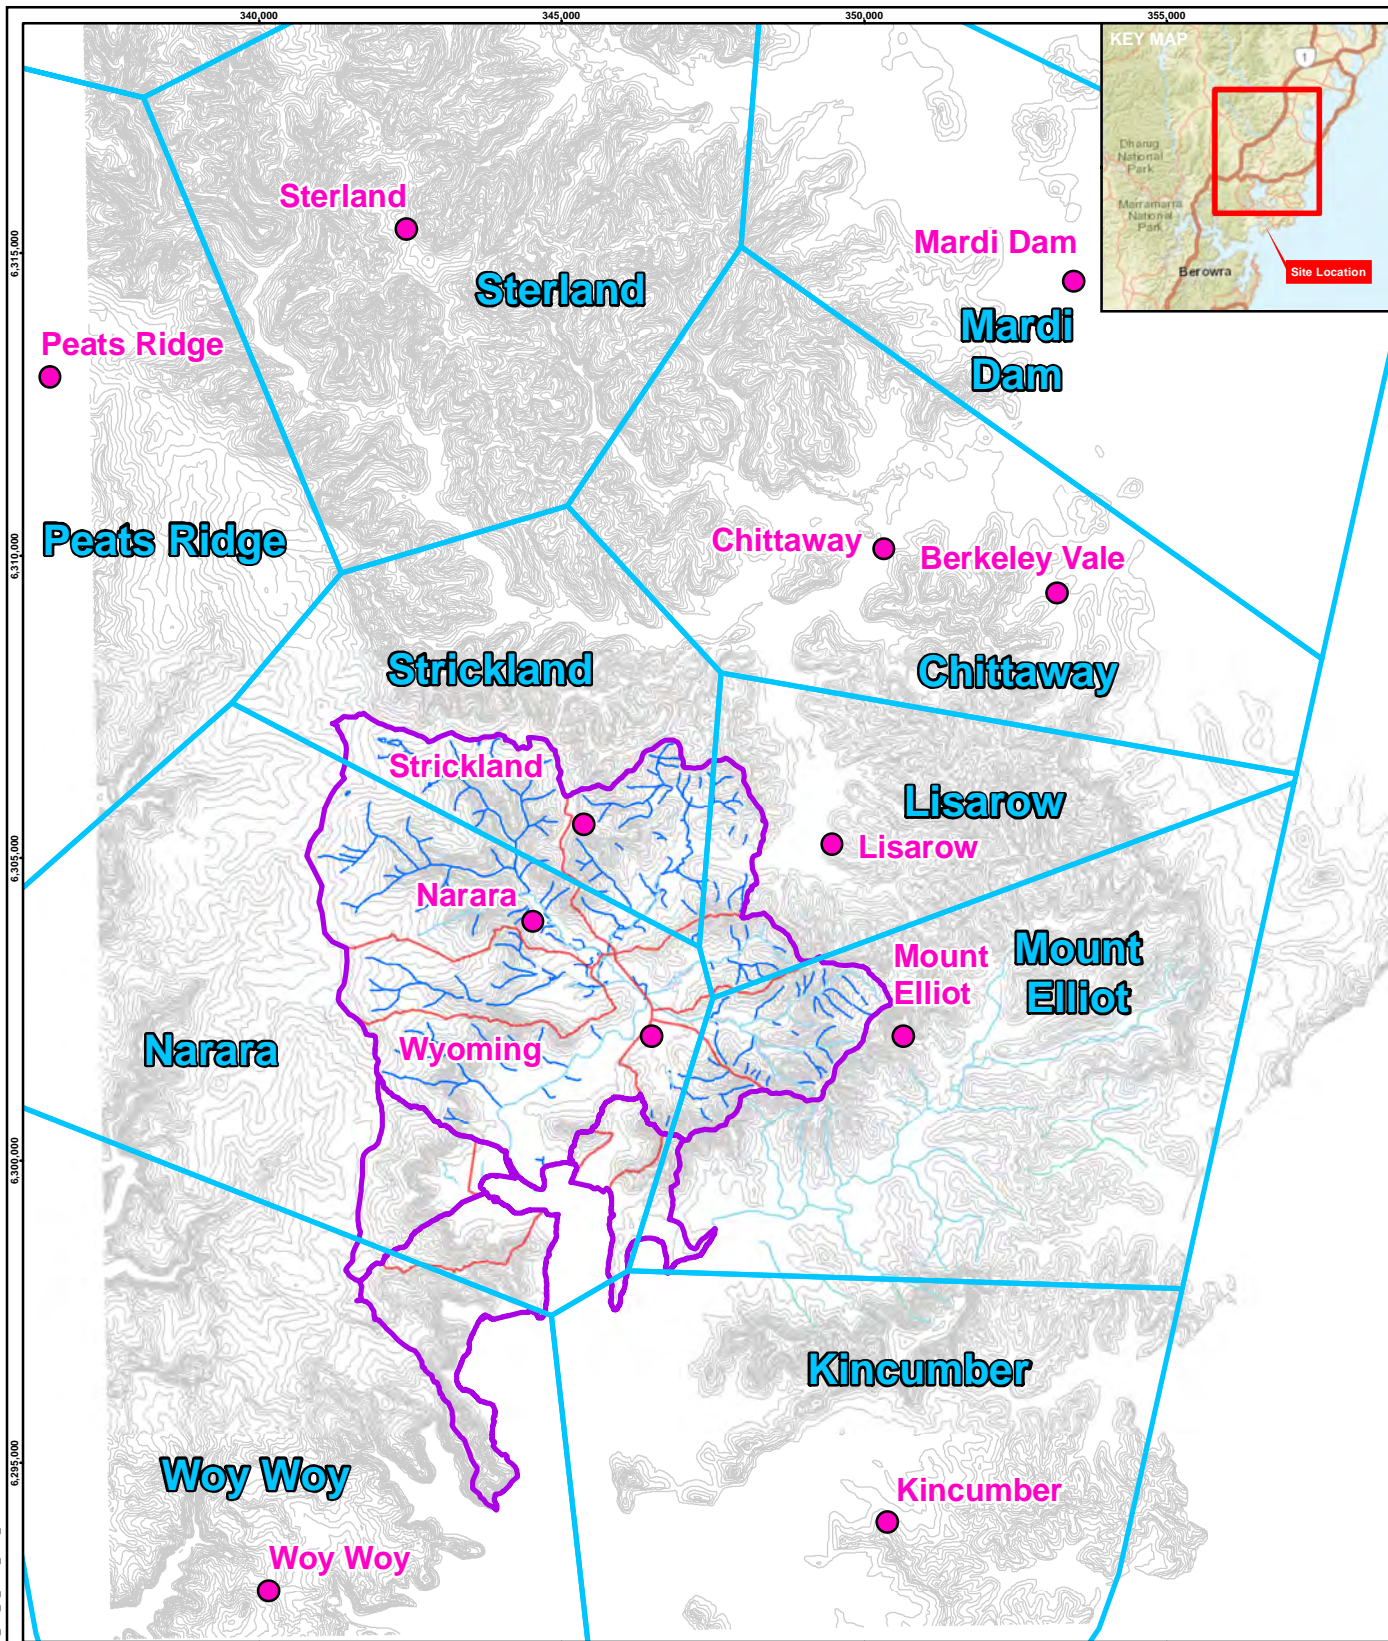 340,000
345,000
350,000
355,000
KEY MAP
1
Dharug
National
Park
Marramarra
National
Park
Berowra
Site Location
Sterland
Mardi Dam
6,315,000
Sterland
Mardi
Dam
Peats Ridge
Peats Ridge
6,310,000
Chittaway
Berkeley Vale
Strickland
Chittaway
Strickland
Lisarow
6,305,000
Lisarow
Narara
Mount
Elliot
Mount
Elliot
Narara
Wyoming
6,300,000
Kincumber
6,295,000
Woy Woy
Kincumber
Woy Woy